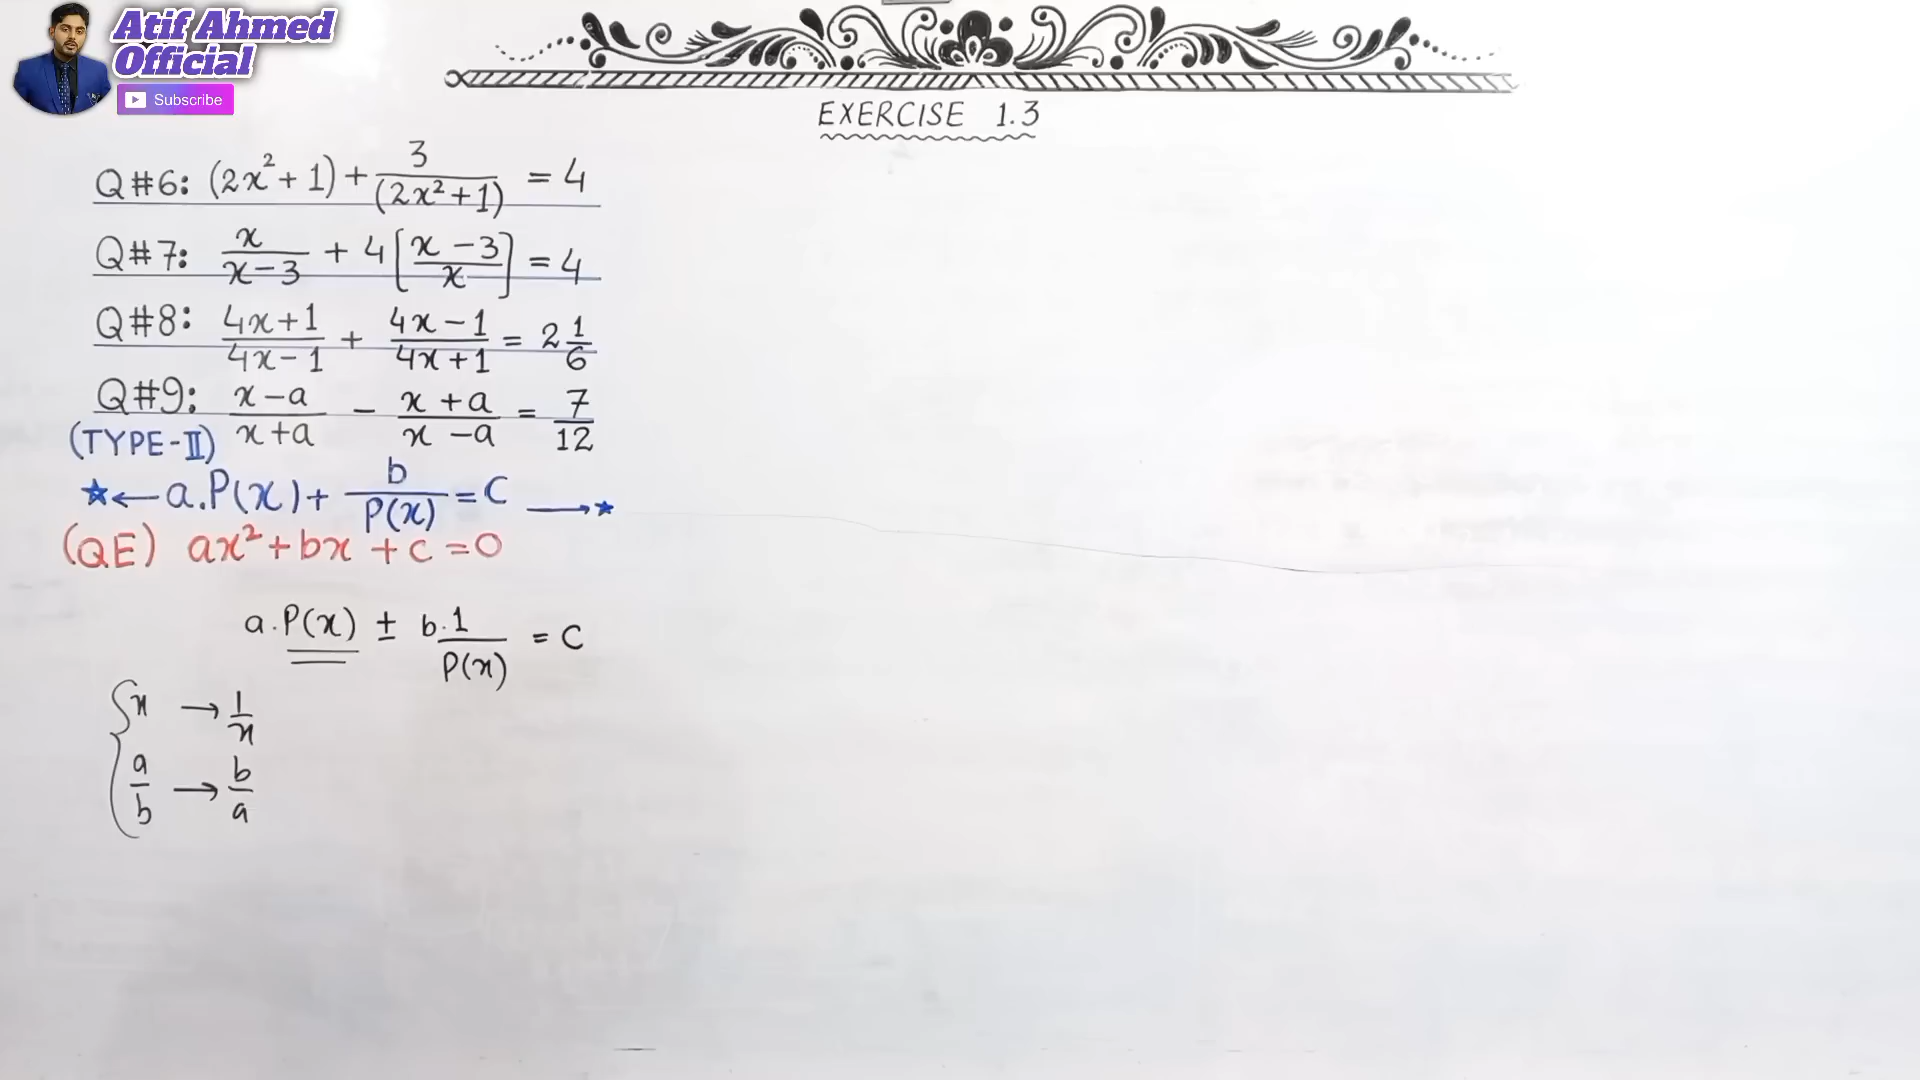 Atif Ahmed
Official
Subscribe
EXERCISE 1.3
Q#6: (2x²+1) + 3/(2x²+1) = 4
Q#7: x/(x-3) + 4[(x-3)/x] = 4
Q#8: (4x+1)/(4x-1) + (4x-1)/(4x+1) = 2 1/6
Q#9: (x-a)/(x+a) - (x+a)/(x-a) = 7/12
(TYPE-II)
★← a.P(x) + b/P(x) = C →★
(QE) ax²+bx+c=0
a.P(x) ± b.1/P(x) = C
{x → 1/x
a/b → b/a